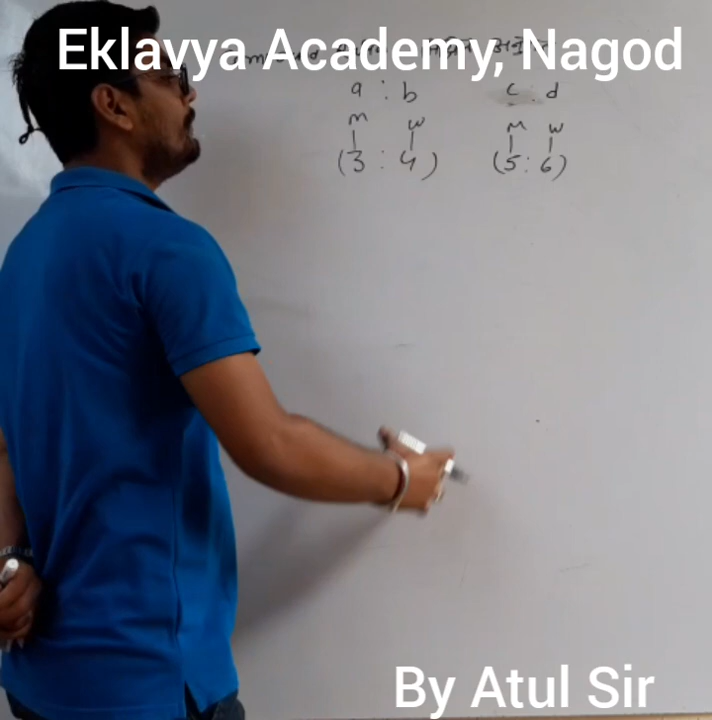 Eklavya Academy, Nagod
a : b c : d
m w m w
(3 : 4) (5 : 6)
By Atul Sir